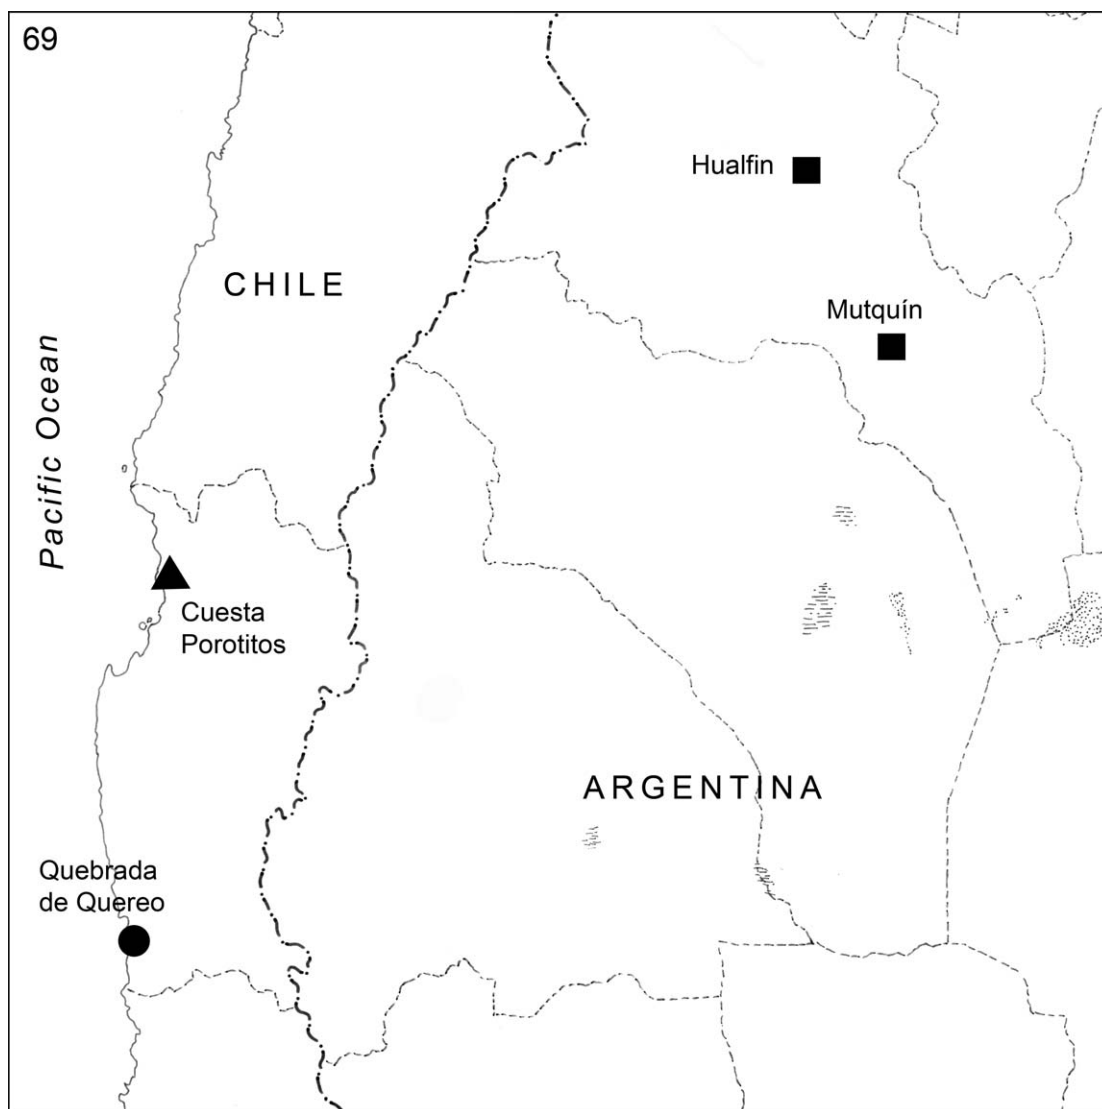 69
Hualfin
CHILE
Mutquín
Pacific Ocean
Cuesta
Porotitos
ARGENTINA
Quebrada
de Quereo